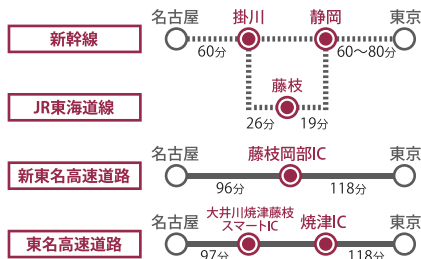 新幹線
名古屋
掛川
静岡
東京
60分
60〜80分
JR東海道線
藤枝
26分
19分
新東名高速道路
名古屋
藤枝岡部IC
東京
96分
118分
東名高速道路
名古屋
大井川焼津藤枝
スマートIC
焼津IC
東京
97分
118分